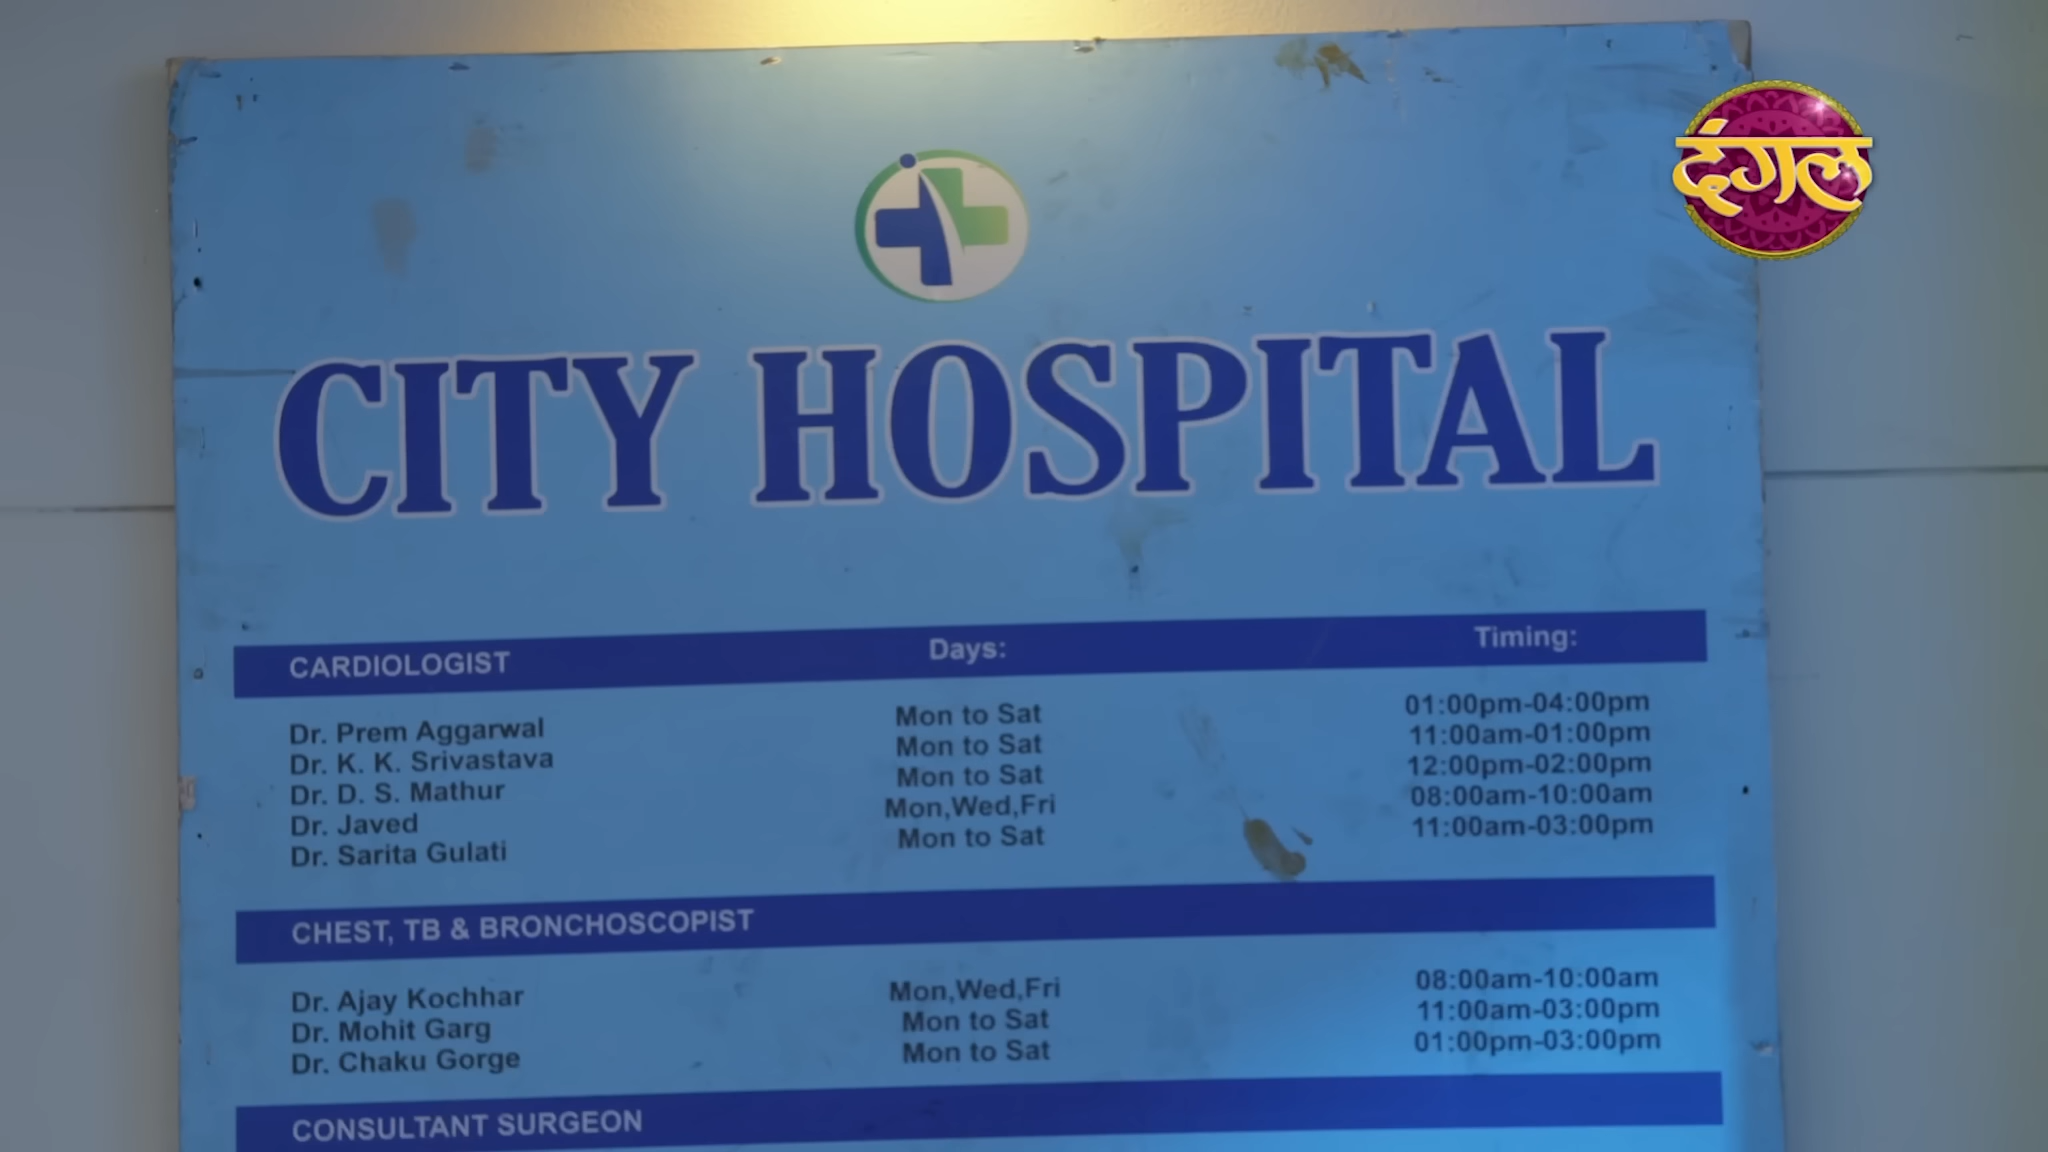 दंगल
CITY HOSPITAL
CARDIOLOGIST Days: Timing:
Dr. Prem Aggarwal Mon to Sat 01:00pm-04:00pm
Dr. K. K. Srivastava Mon to Sat 11:00am-01:00pm
Dr. D. S. Mathur Mon to Sat 12:00pm-02:00pm
Dr. Javed Mon,Wed,Fri 08:00am-10:00am
Dr. Sarita Gulati Mon to Sat 11:00am-03:00pm
CHEST, TB & BRONCHOSCOPIST
Dr. Ajay Kochhar Mon,Wed,Fri 08:00am-10:00am
Dr. Mohit Garg Mon to Sat 11:00am-03:00pm
Dr. Chaku Gorge Mon to Sat 01:00pm-03:00pm
CONSULTANT SURGEON